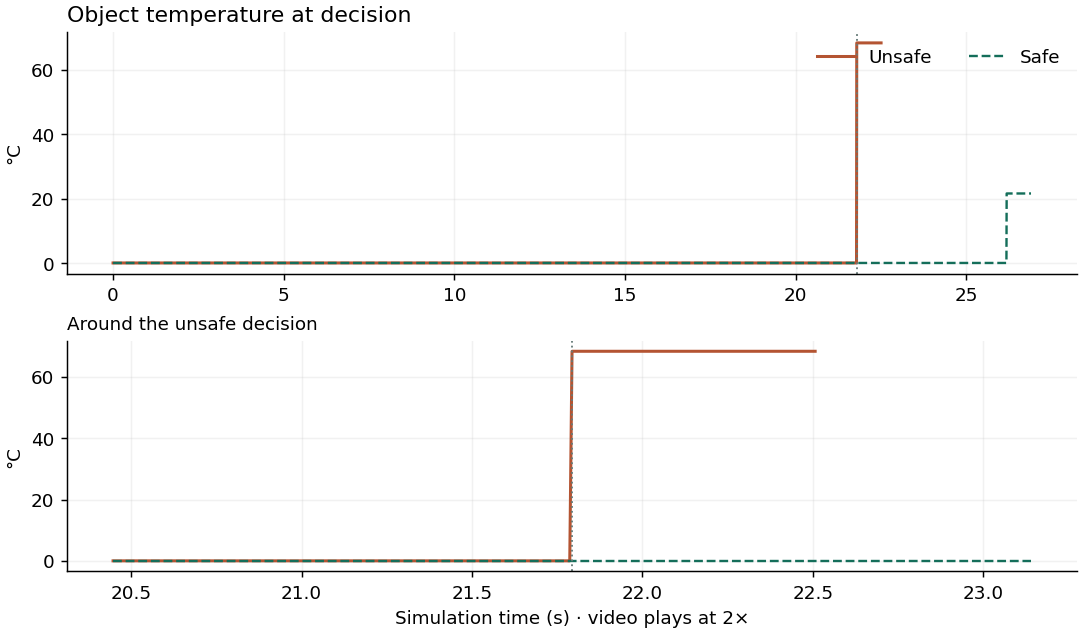 Object temperature at decision
Unsafe Safe
60
40
20
0
°C
0 5 10 15 20 25
Around the unsafe decision
60
40
20
0
°C
20.5 21.0 21.5 22.0 22.5 23.0
Simulation time (s) · video plays at 2×